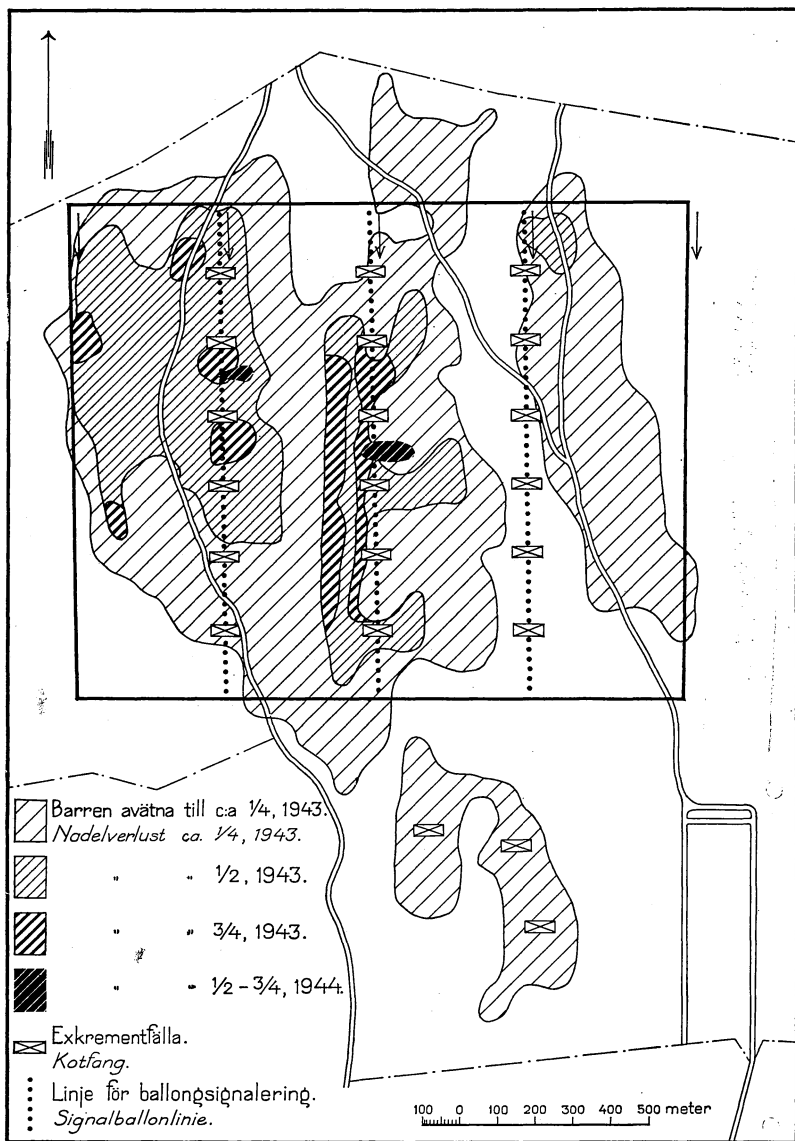 Barren avätna till c:a 1/4, 1943.
Nadelverlust ca. 1/4, 1943.
" " 1/2, 1943.
" " 3/4, 1943.
" " 1/2 - 3/4, 1944.
Exkrementfälla.
Kotfang.
Linje för ballongsignalering.
Signalballonlinie.
100 0 100 200 300 400 500 meter